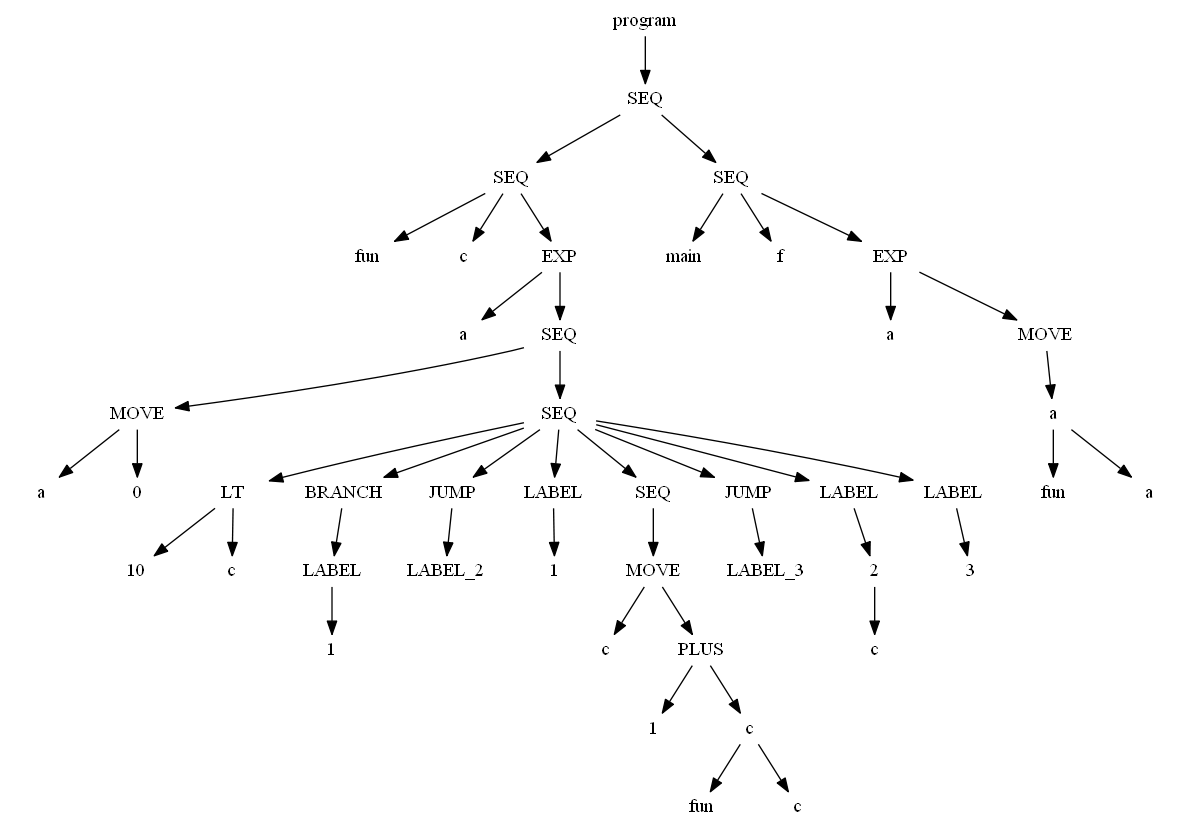 program
SEQ
SEQ SEQ
fun c EXP main f EXP
a SEQ a MOVE
MOVE SEQ a
a 0 LT BRANCH JUMP LABEL SEQ JUMP LABEL LABEL fun a
10 c LABEL LABEL_2 1 MOVE LABEL_3 2 3
1 c PLUS c
1 c
fun c